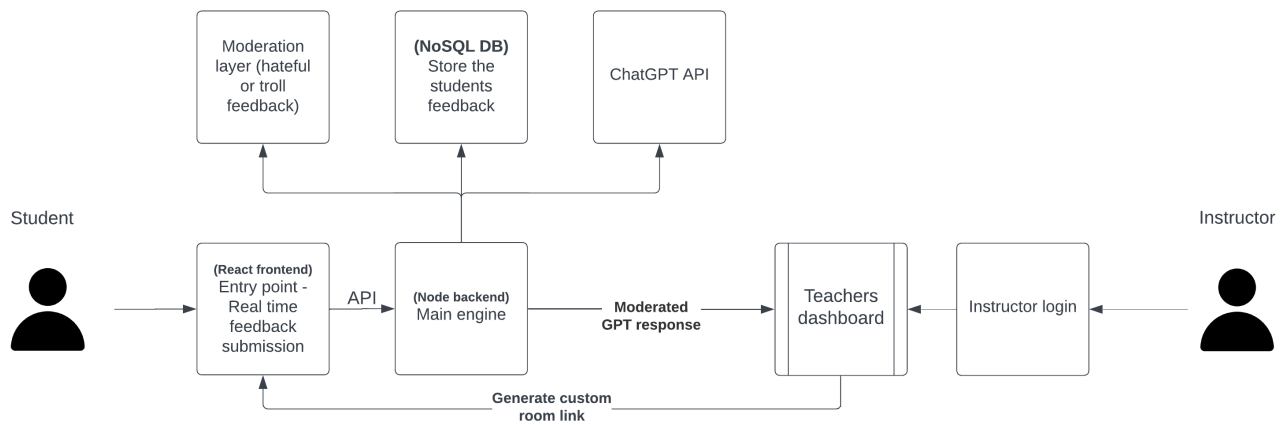 Moderation
layer (hateful
or troll
feedback)
(NoSQL DB)
Store the
students
feedback
ChatGPT API
Student
Instructor
(React frontend)
Entry point -
Real time
feedback
submission
API
(Node backend)
Main engine
Moderated
GPT response
Teachers
dashboard
Instructor login
Generate custom
room link